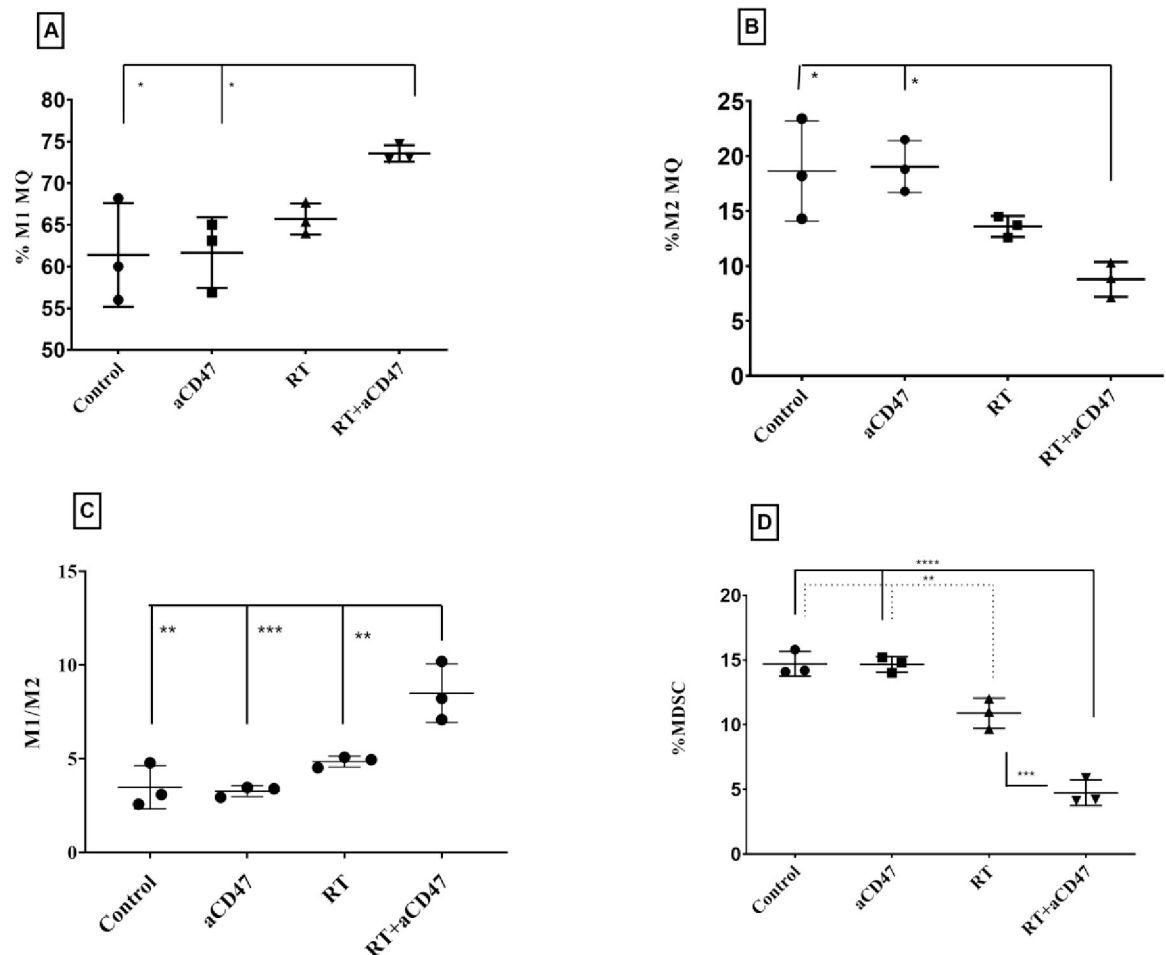 A
* *
80
75
70
65
60
55
50
% M1 MQ
Control
aCD47
RT
RT+aCD47
B
* *
25
20
15
10
5
0
%M2 MQ
Control
aCD47
RT
RT+aCD47
C
15
10
5
0
M1/M2
** *** **
Control
aCD47
RT
RT+aCD47
D
****
**
20
15
10
5
0
%MDSC
***
Control
aCD47
RT
RT+aCD47